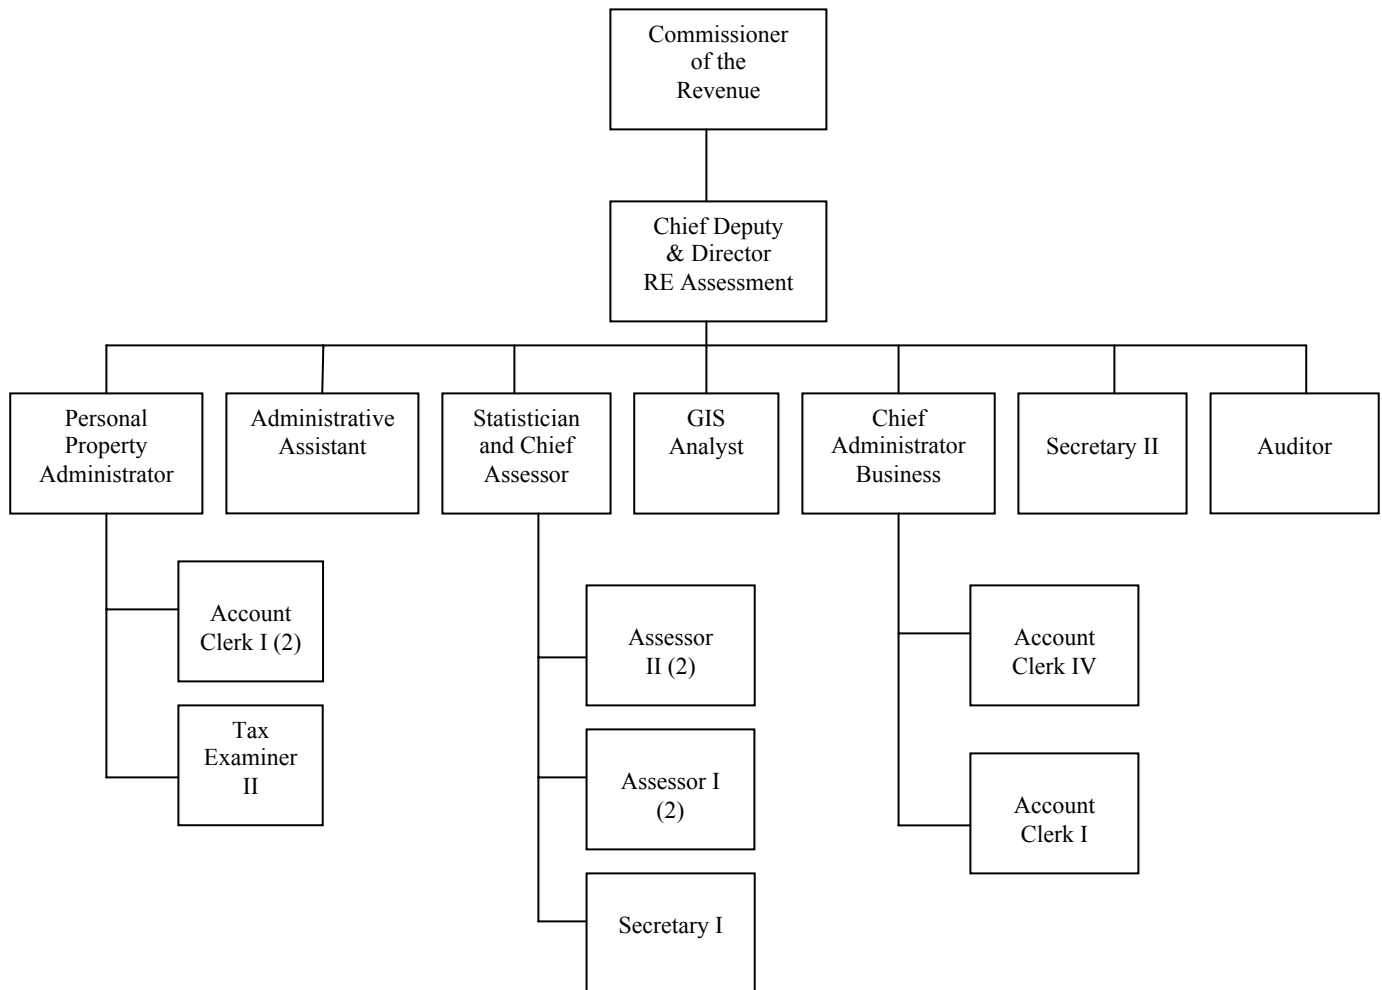 Commissioner
of the
Revenue
Chief Deputy
& Director
RE Assessment
Personal
Property
Administrator
Administrative
Assistant
Statistician
and Chief
Assessor
GIS
Analyst
Chief
Administrator
Business
Secretary II
Auditor
Account
Clerk I (2)
Tax
Examiner
II
Assessor
II (2)
Assessor I
(2)
Secretary I
Account
Clerk IV
Account
Clerk I